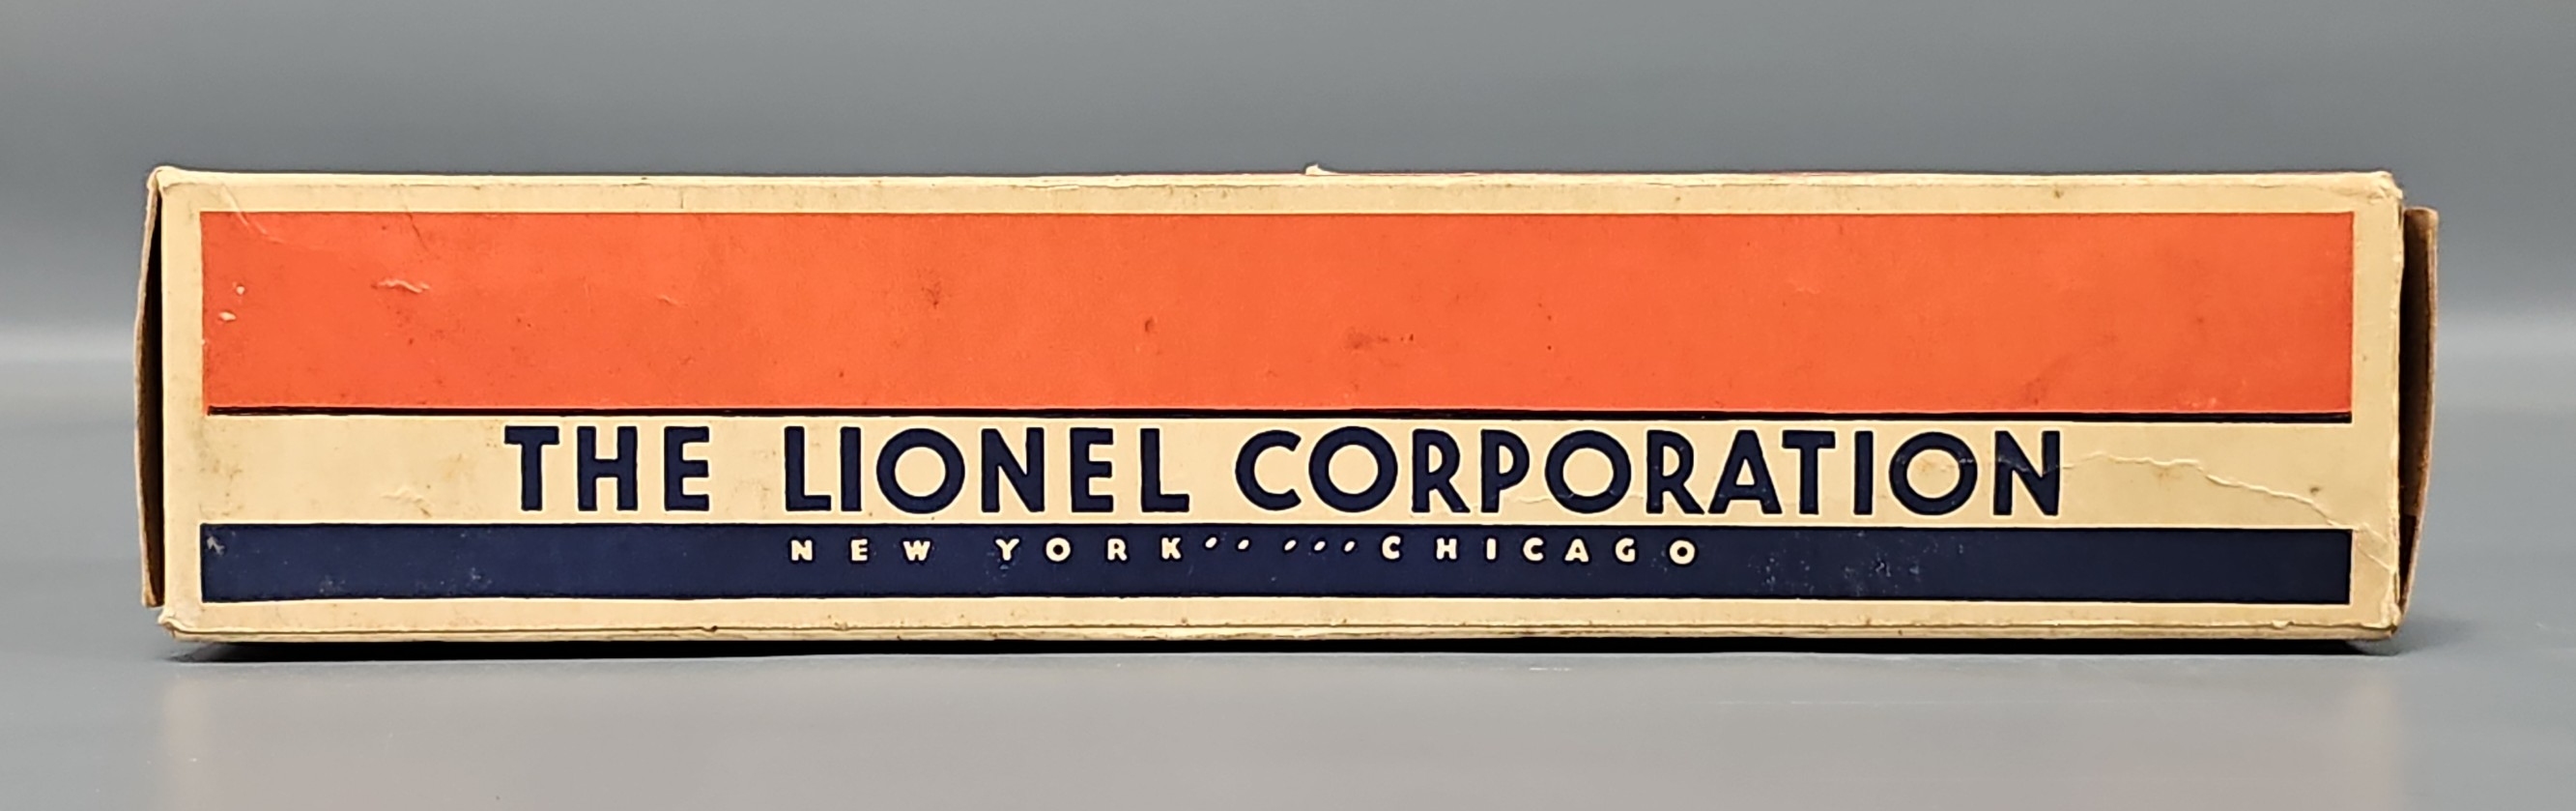 THE LIONEL CORPORATION
NEW YORK•• •••CHICAGO